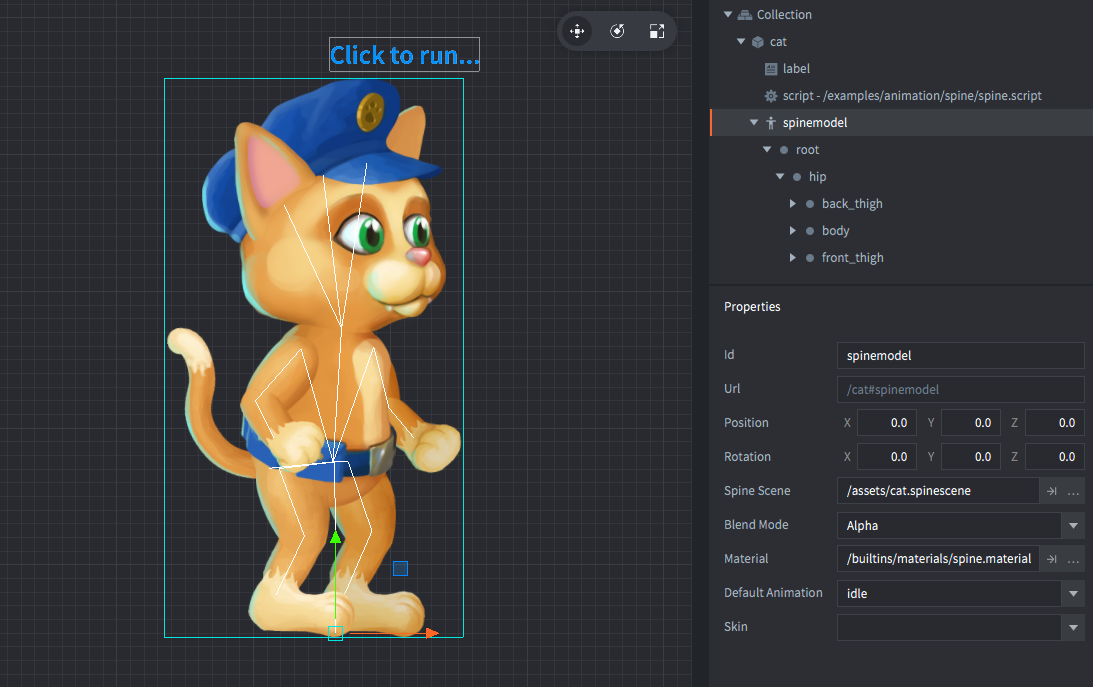 Click to run...
Collection
cat
label
script - /examples/animation/spine/spine.script
spinemodel
root
hip
back_thigh
body
front_thigh
Properties
Id spinemodel
Url /cat#spinemodel
Position X 0.0 Y 0.0 Z 0.0
Rotation X 0.0 Y 0.0 Z 0.0
Spine Scene /assets/cat.spinescene ...
Blend Mode Alpha
Material /builtins/materials/spine.material ...
Default Animation idle
Skin